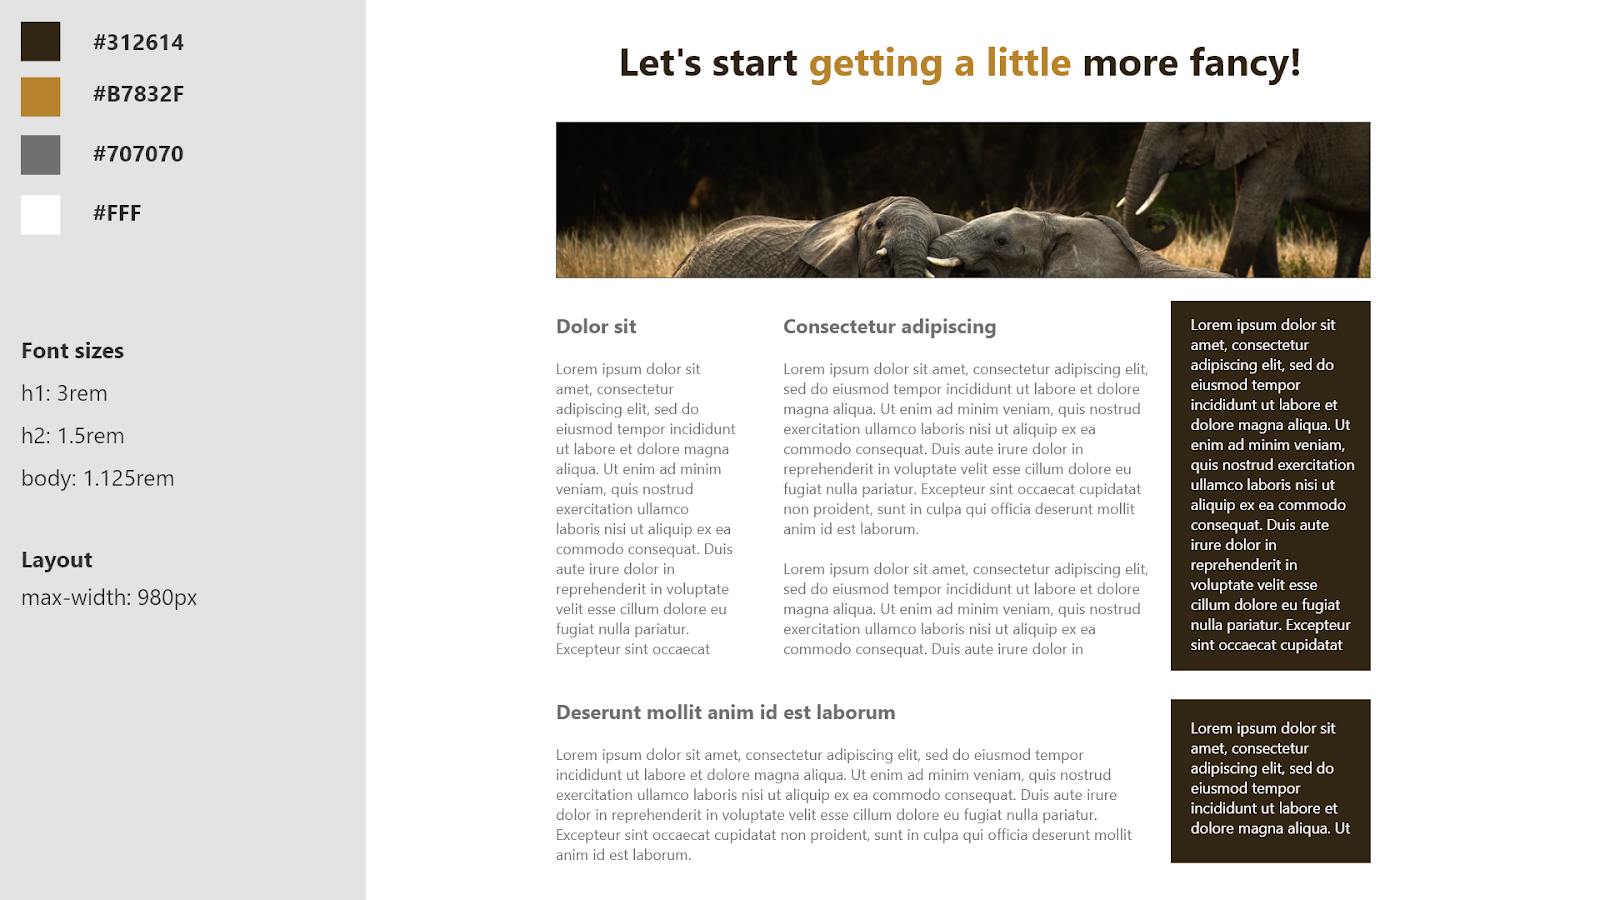 #312614
#B7832F
#707070
#FFF
Font sizes
h1: 3rem
h2: 1.5rem
body: 1.125rem
Layout
max-width: 980px
Let's start getting a little more fancy!
Dolor sit
Lorem ipsum dolor sit
amet, consectetur
adipiscing elit, sed do
eiusmod tempor incididunt
ut labore et dolore magna
aliqua. Ut enim ad minim
veniam, quis nostrud
exercitation ullamco
laboris nisi ut aliquip ex ea
commodo consequat. Duis
aute irure dolor in
reprehenderit in voluptate
velit esse cillum dolore eu
fugiat nulla pariatur.
Excepteur sint occaecat
Consectetur adipiscing
Lorem ipsum dolor sit amet, consectetur adipiscing elit,
sed do eiusmod tempor incididunt ut labore et dolore
magna aliqua. Ut enim ad minim veniam, quis nostrud
exercitation ullamco laboris nisi ut aliquip ex ea
commodo consequat. Duis aute irure dolor in
reprehenderit in voluptate velit esse cillum dolore eu
fugiat nulla pariatur. Excepteur sint occaecat cupidatat
non proident, sunt in culpa qui officia deserunt mollit
anim id est laborum.
Lorem ipsum dolor sit amet, consectetur adipiscing elit,
sed do eiusmod tempor incididunt ut labore et dolore
magna aliqua. Ut enim ad minim veniam, quis nostrud
exercitation ullamco laboris nisi ut aliquip ex ea
commodo consequat. Duis aute irure dolor in
Lorem ipsum dolor sit
amet, consectetur
adipiscing elit, sed do
eiusmod tempor
incididunt ut labore et
dolore magna aliqua. Ut
enim ad minim veniam,
quis nostrud exercitation
ullamco laboris nisi ut
aliquip ex ea commodo
consequat. Duis aute
irure dolor in
reprehenderit in
voluptate velit esse
cillum dolore eu fugiat
nulla pariatur. Excepteur
sint occaecat cupidatat
Deserunt mollit anim id est laborum
Lorem ipsum dolor sit amet, consectetur adipiscing elit, sed do eiusmod tempor
incididunt ut labore et dolore magna aliqua. Ut enim ad minim veniam, quis nostrud
exercitation ullamco laboris nisi ut aliquip ex ea commodo consequat. Duis aute irure
dolor in reprehenderit in voluptate velit esse cillum dolore eu fugiat nulla pariatur.
Excepteur sint occaecat cupidatat non proident, sunt in culpa qui officia deserunt mollit
anim id est laborum.
Lorem ipsum dolor sit
amet, consectetur
adipiscing elit, sed do
eiusmod tempor
incididunt ut labore et
dolore magna aliqua. Ut